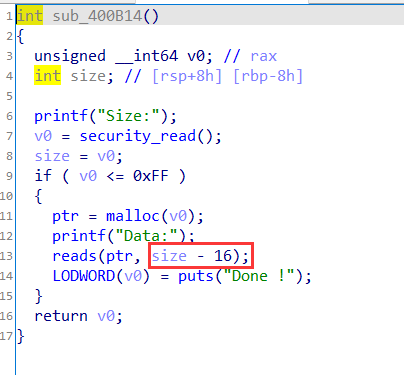 1 int sub_400B14()
2 {
3 unsigned __int64 v0; // rax
4 int size; // [rsp+8h] [rbp-8h]
5
6 printf("Size:");
7 v0 = security_read();
8 size = v0;
9 if ( v0 <= 0xFF )
10 {
11 ptr = malloc(v0);
12 printf("Data:");
13 reads(ptr, size - 16);
14 LODWORD(v0) = puts("Done !");
15 }
16 return v0;
17 }